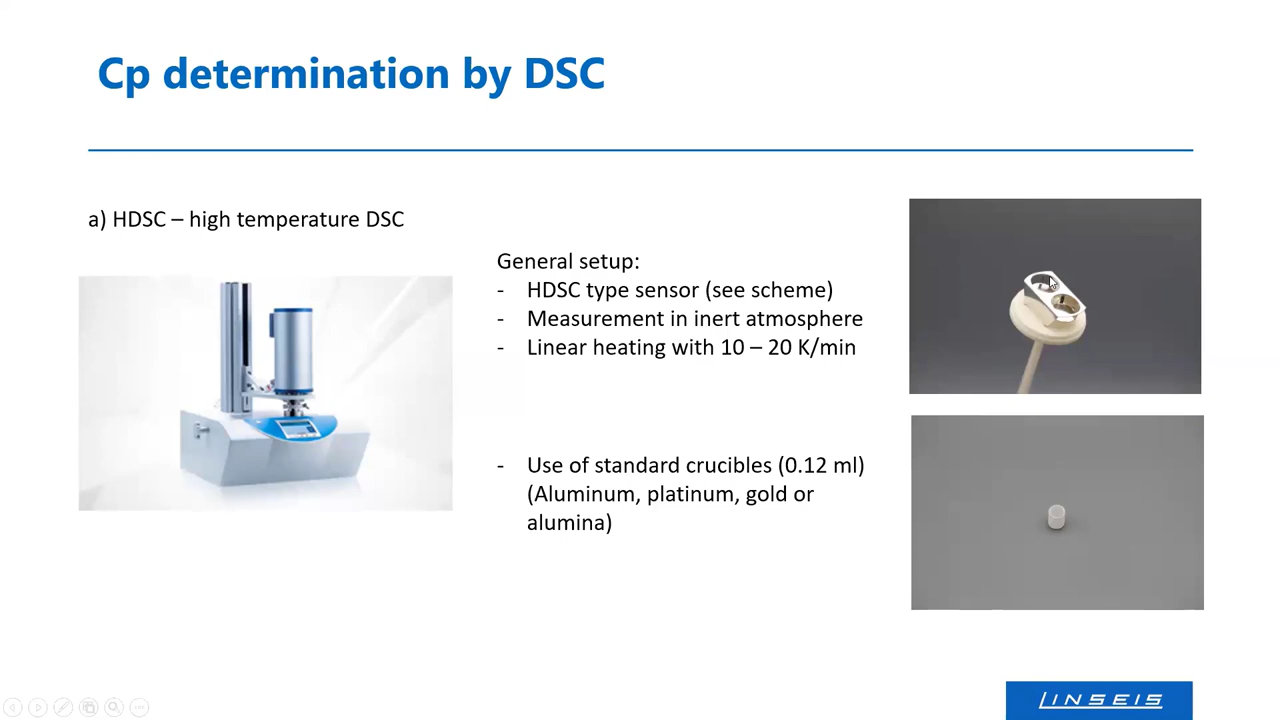 Cp determination by DSC
a) HDSC – high temperature DSC
General setup:
- HDSC type sensor (see scheme)
- Measurement in inert atmosphere
- Linear heating with 10 – 20 K/min
- Use of standard crucibles (0.12 ml)
(Aluminum, platinum, gold or
alumina)
LINSEIS